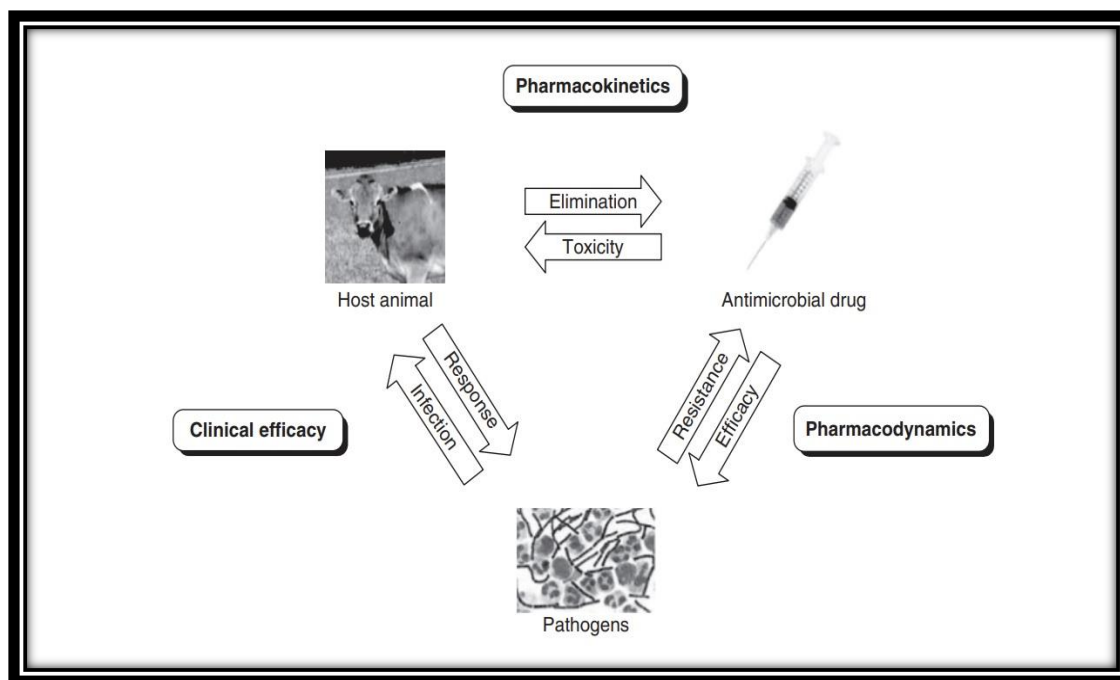 Pharmacokinetics
Elimination
Toxicity
Host animal
Antimicrobial drug
Response
Infection
Resistance
Efficacy
Clinical efficacy
Pharmacodynamics
Pathogens